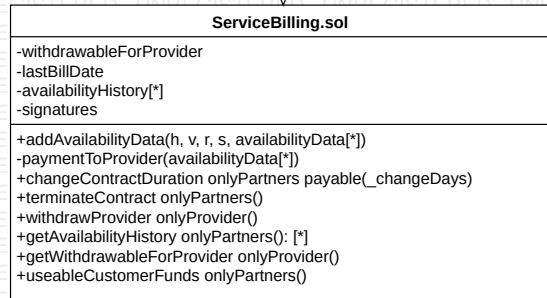 ServiceBilling.sol
-withdrawableForProvider
-lastBillDate
-availabilityHistory[*]
-signatures
+addAvailabilityData(h, v, r, s, availabilityData[*])
-paymentToProvider(availabilityData[*])
+changeContractDuration onlyPartners payable(_changeDays)
+terminateContract onlyPartners()
+withdrawProvider onlyProvider()
+getAvailabilityHistory onlyPartners(): [*]
+getWithdrawableForProvider onlyProvider()
+useableCustomerFunds onlyPartners()